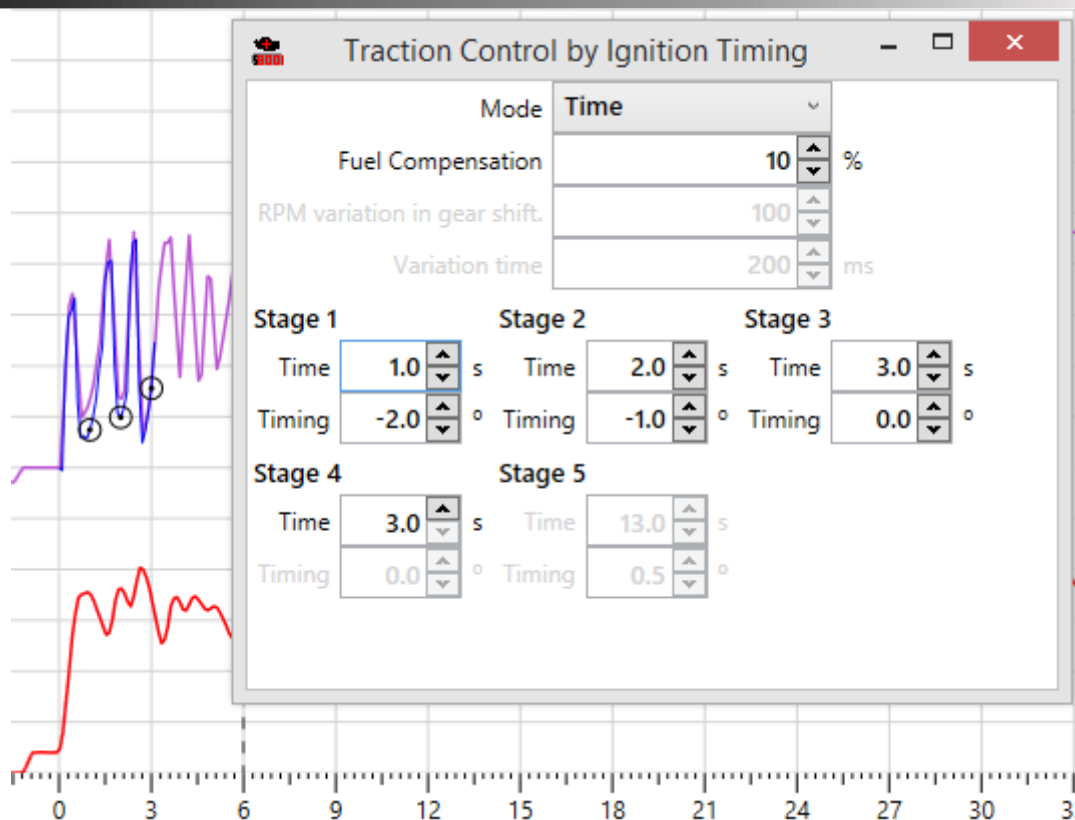 Traction Control by Ignition Timing
Mode Time
Fuel Compensation 10 %
RPM variation in gear shift. 100
Variation time 200 ms
Stage 1 Stage 2 Stage 3
Time 1.0 s Time 2.0 s Time 3.0 s
Timing -2.0 º Timing -1.0 º Timing 0.0 º
Stage 4 Stage 5
Time 3.0 s Time 13.0 s
Timing 0.0 º Timing 0.5 º
0 3 6 9 12 15 18 21 24 27 30